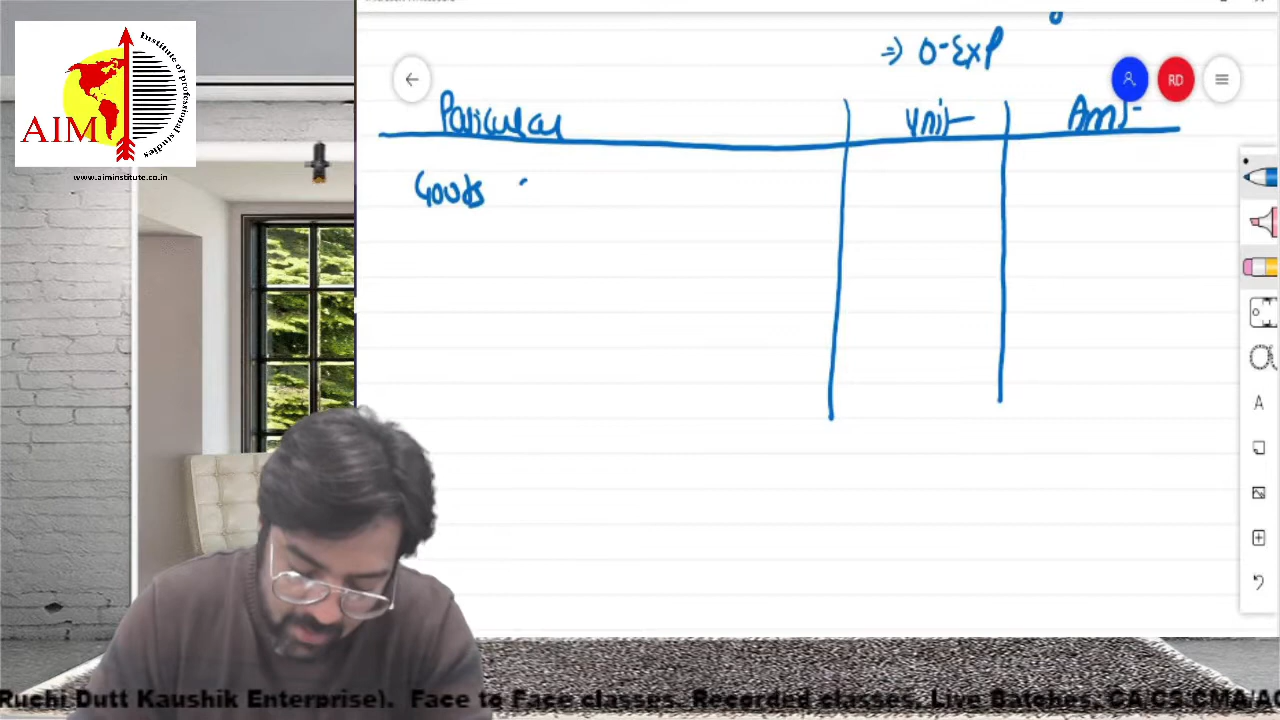 AIM
Institute of professional studies
www.aiminstitute.co.in
⇒ O-Exp
RD
Particular Unit Amt-
Goods
A
Ruchi Dutt Kaushik Enterprise). Face to Face classes, Recorded classes, Live Batches, CA/CS/CMA/AC